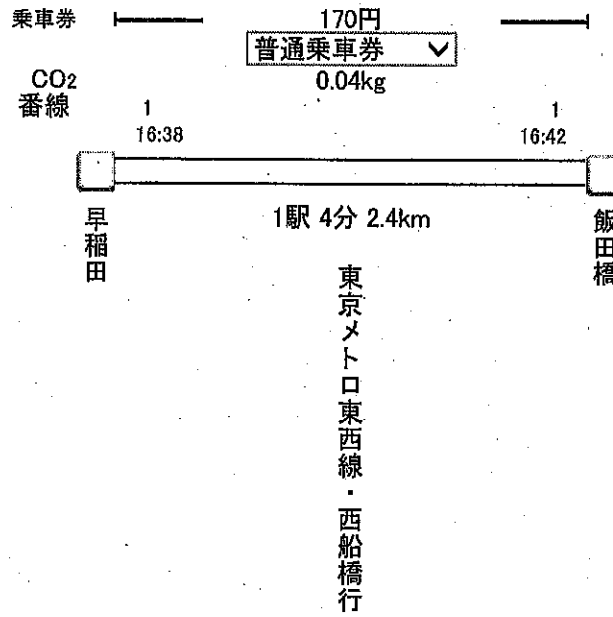 乗車券 170円
普通乗車券
CO2 0.04kg
番線 1 1
16:38 16:42
1駅 4分 2.4km
早稲田
飯田橋
東京メトロ東西線・西船橋行